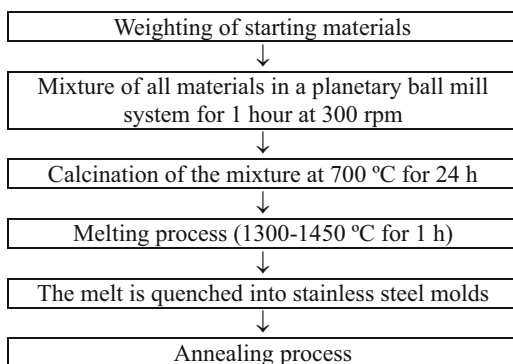 Weighting of starting materials
↓
Mixture of all materials in a planetary ball mill
system for 1 hour at 300 rpm
↓
Calcination of the mixture at 700 ºC for 24 h
↓
Melting process (1300-1450 ºC for 1 h)
↓
The melt is quenched into stainless steel molds
↓
Annealing process